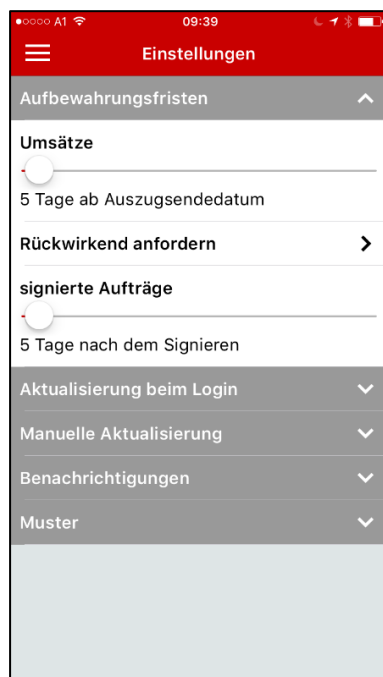 A1 09:39
Einstellungen
Aufbewahrungsfristen
Umsätze
5 Tage ab Auszugsendedatum
Rückwirkend anfordern
signierte Aufträge
5 Tage nach dem Signieren
Aktualisierung beim Login
Manuelle Aktualisierung
Benachrichtigungen
Muster